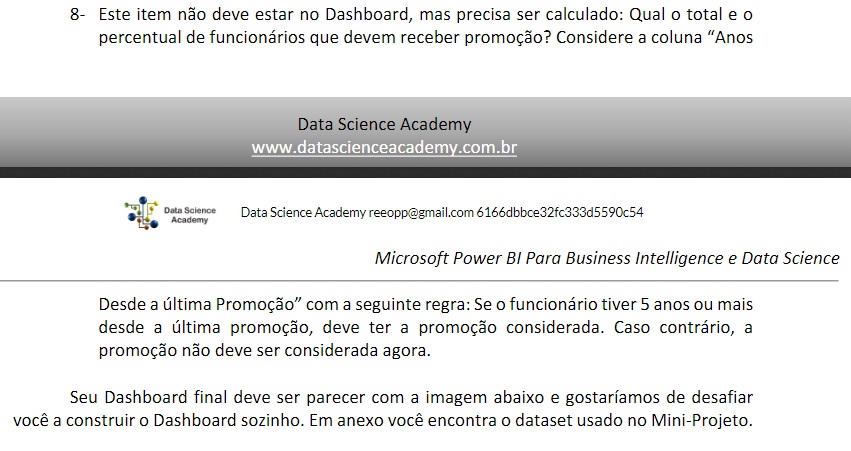 8- Este item não deve estar no Dashboard, mas precisa ser calculado: Qual o total e o
percentual de funcionários que devem receber promoção? Considere a coluna “Anos
Data Science Academy
www.datascienceacademy.com.br
Data Science
Academy
Data Science Academy reeopp@gmail.com 6166dbbce32fc333d5590c54
Microsoft Power BI Para Business Intelligence e Data Science
Desde a última Promoção” com a seguinte regra: Se o funcionário tiver 5 anos ou mais
desde a última promoção, deve ter a promoção considerada. Caso contrário, a
promoção não deve ser considerada agora.
Seu Dashboard final deve ser parecer com a imagem abaixo e gostaríamos de desafiar
você a construir o Dashboard sozinho. Em anexo você encontra o dataset usado no Mini-Projeto.